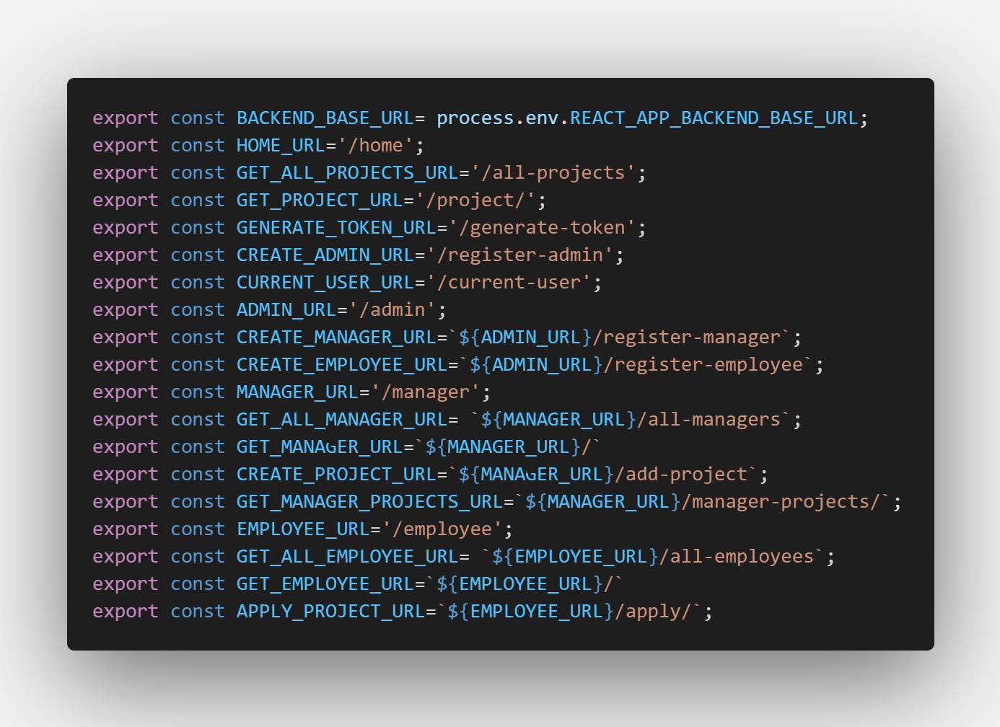 export const BACKEND_BASE_URL= process.env.REACT_APP_BACKEND_BASE_URL;
export const HOME_URL='/home';
export const GET_ALL_PROJECTS_URL='/all-projects';
export const GET_PROJECT_URL='/project/';
export const GENERATE_TOKEN_URL='/generate-token';
export const CREATE_ADMIN_URL='/register-admin';
export const CURRENT_USER_URL='/current-user';
export const ADMIN_URL='/admin';
export const CREATE_MANAGER_URL=`${ADMIN_URL}/register-manager`;
export const CREATE_EMPLOYEE_URL=`${ADMIN_URL}/register-employee`;
export const MANAGER_URL='/manager';
export const GET_ALL_MANAGER_URL= `${MANAGER_URL}/all-managers`;
export const GET_MANAGER_URL=`${MANAGER_URL}/`
export const CREATE_PROJECT_URL=`${MANAGER_URL}/add-project`;
export const GET_MANAGER_PROJECTS_URL=`${MANAGER_URL}/manager-projects/`;
export const EMPLOYEE_URL='/employee';
export const GET_ALL_EMPLOYEE_URL= `${EMPLOYEE_URL}/all-employees`;
export const GET_EMPLOYEE_URL=`${EMPLOYEE_URL}/`
export const APPLY_PROJECT_URL=`${EMPLOYEE_URL}/apply/`;